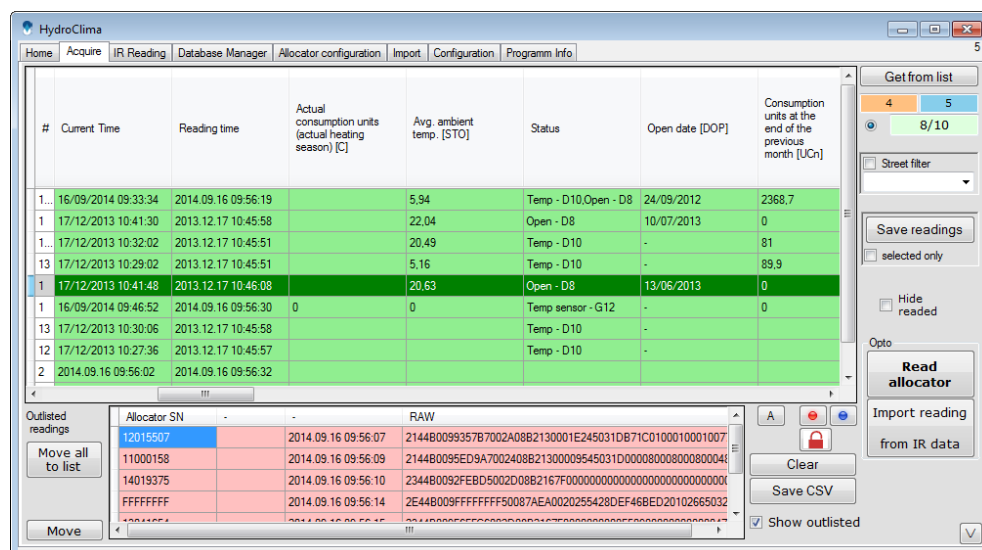 HydroClima
Home Acquire IR Reading Database Manager Allocator configuration Import Configuration Programm Info 5
# Current Time Reading time Actual consumption units (actual heating season) [C] Avg. ambient temp. [STO] Status Open date [DOP] Consumption units at the end of the previous month [UCn]
1... 16/09/2014 09:33:34 2014.09.16 09:56:19 5,94 Temp - D10,Open - D8 24/09/2012 2368,7
1 17/12/2013 10:41:30 2013.12.17 10:45:58 22,04 Open - D8 10/07/2013 0
1... 17/12/2013 10:32:02 2013.12.17 10:45:51 20,49 Temp - D10 - 81
13 17/12/2013 10:29:02 2013.12.17 10:45:51 5,16 Temp - D10 - 89,9
1 17/12/2013 10:41:48 2013.12.17 10:46:08 20,63 Open - D8 13/06/2013 0
1 16/09/2014 09:46:52 2014.09.16 09:56:30 0 0 Temp sensor - G12 - 0
13 17/12/2013 10:30:06 2013.12.17 10:45:58 Temp - D10 -
12 17/12/2013 10:27:36 2013.12.17 10:45:57 Temp - D10 -
2 2014.09.16 09:56:02 2014.09.16 09:56:32
Get from list
4 5
8/10
Street filter
Save readings
selected only
Hide
readed
Opto
Read
allocator
Import reading
from IR data
Outlisted
readings
Move all
to list
Move
Allocator SN - - RAW
12015507 2014.09.16 09:56:07 2144B0099357B7002A08B2130001E245031DB71C0100010001007
11000158 2014.09.16 09:56:09 2144B0095ED9A7002408B21300009545031D0000800080008004
14019375 2014.09.16 09:56:10
FFFFFFFF 2014.09.16 09:56:14 2E44B009FFFFFFFF50087AEA0020255428DEF46BED20102665032
A
Clear
Save CSV
Show outlisted
V